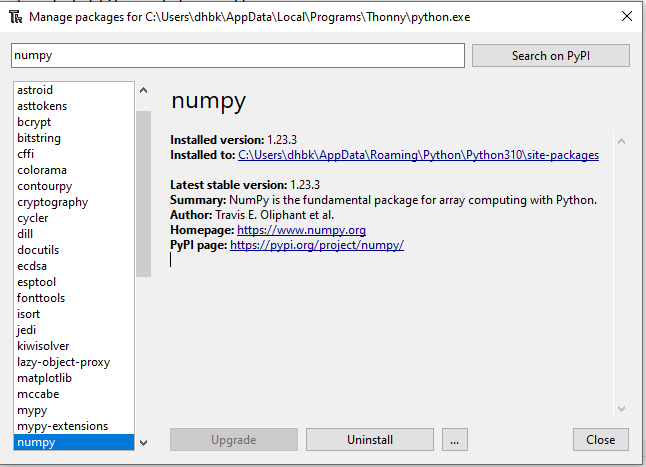 Manage packages for C:\Users\dhbk\AppData\Local\Programs\Thonny\python.exe
numpy
Search on PyPI
astroid
asttokens
bcrypt
bitstring
cffi
colorama
contourpy
cryptography
cycler
dill
docutils
ecdsa
esptool
fonttools
isort
jedi
kiwisolver
lazy-object-proxy
matplotlib
mccabe
mypy
mypy-extensions
numpy
numpy
Installed version: 1.23.3
Installed to: C:\Users\dhbk\AppData\Roaming\Python\Python310\site-packages
Latest stable version: 1.23.3
Summary: NumPy is the fundamental package for array computing with Python.
Author: Travis E. Oliphant et al.
Homepage: https://www.numpy.org
PyPI page: https://pypi.org/project/numpy/
Upgrade
Uninstall
...
Close